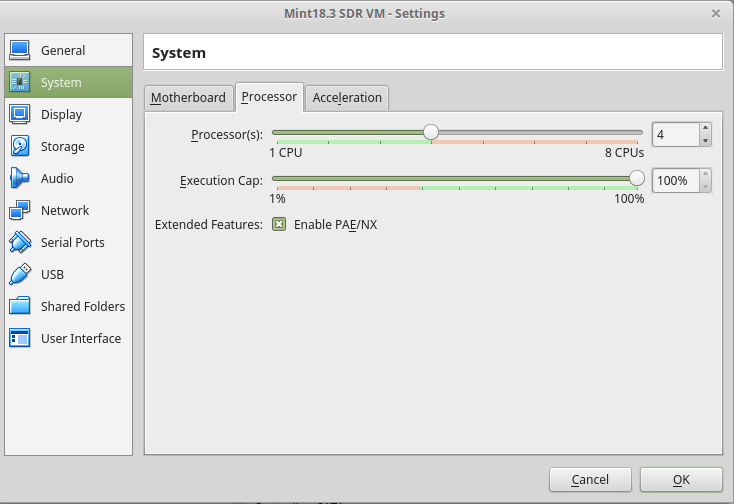 Mint18.3 SDR VM - Settings
General
System
Display
Storage
Audio
Network
Serial Ports
USB
Shared Folders
User Interface
System
Motherboard Processor Acceleration
Processor(s): 4
1 CPU 8 CPUs
Execution Cap: 100%
1% 100%
Extended Features: Enable PAE/NX
Cancel OK